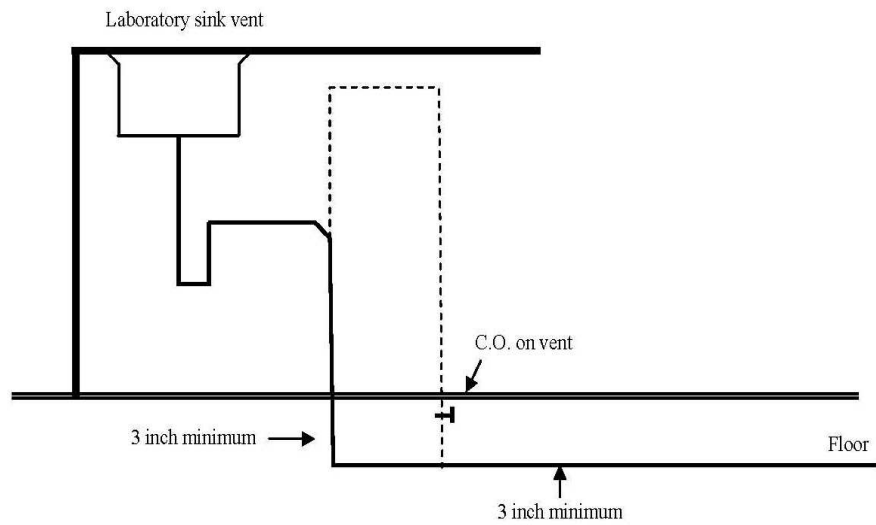 Laboratory sink vent
C.O. on vent
3 inch minimum
Floor
3 inch minimum